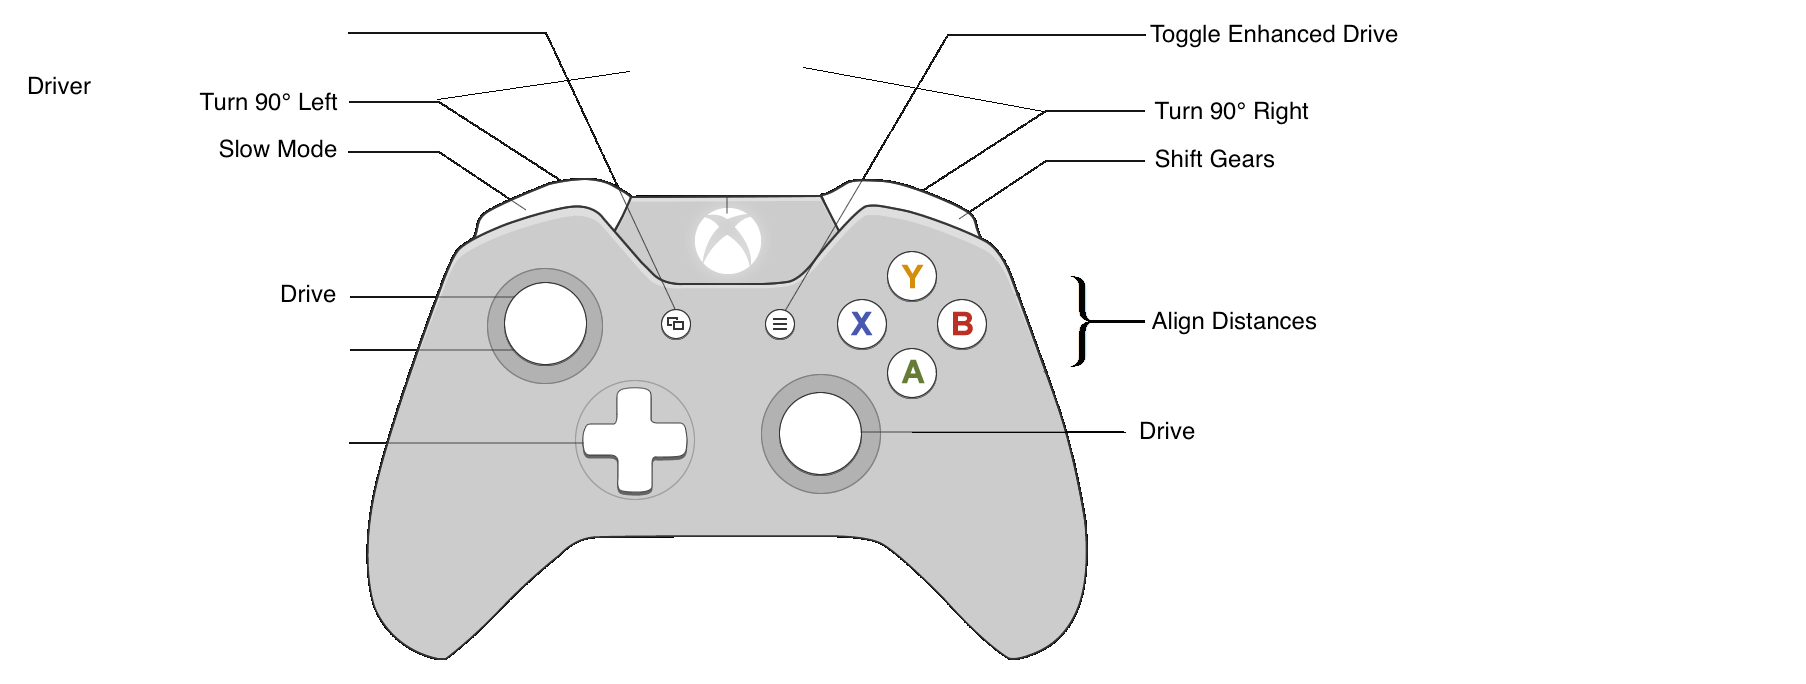 Toggle Enhanced Drive
Driver
Turn 90° Left
Turn 90° Right
Slow Mode
Shift Gears
Y
Drive
X
B
Align Distances
A
Drive